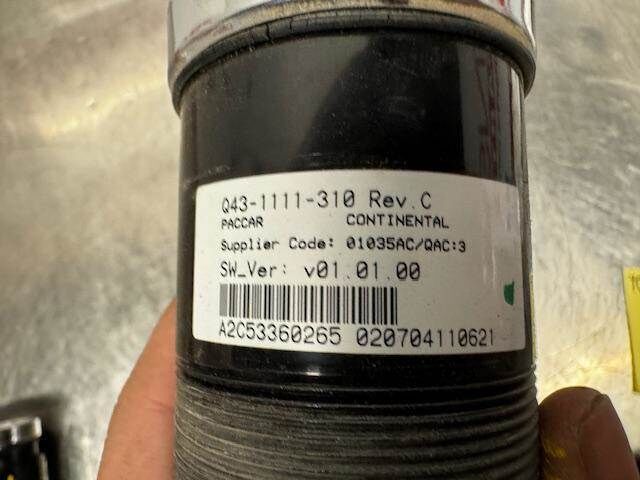 Q43-1111-310 Rev.C
PACCAR CONTINENTAL
Supplier Code: 01035AC/QAC:3
SW_Ver: v01.01.00
A2C53360265 020704110621